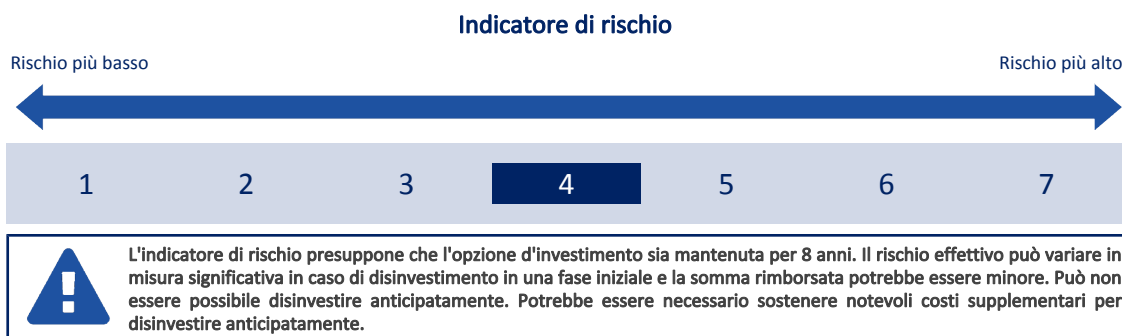 Indicatore di rischio
Rischio più basso Rischio più alto
1 2 3 4 5 6 7
L'indicatore di rischio presuppone che l'opzione d'investimento sia mantenuta per 8 anni. Il rischio effettivo può variare in
misura significativa in caso di disinvestimento in una fase iniziale e la somma rimborsata potrebbe essere minore. Può non
essere possibile disinvestire anticipatamente. Potrebbe essere necessario sostenere notevoli costi supplementari per
disinvestire anticipatamente.